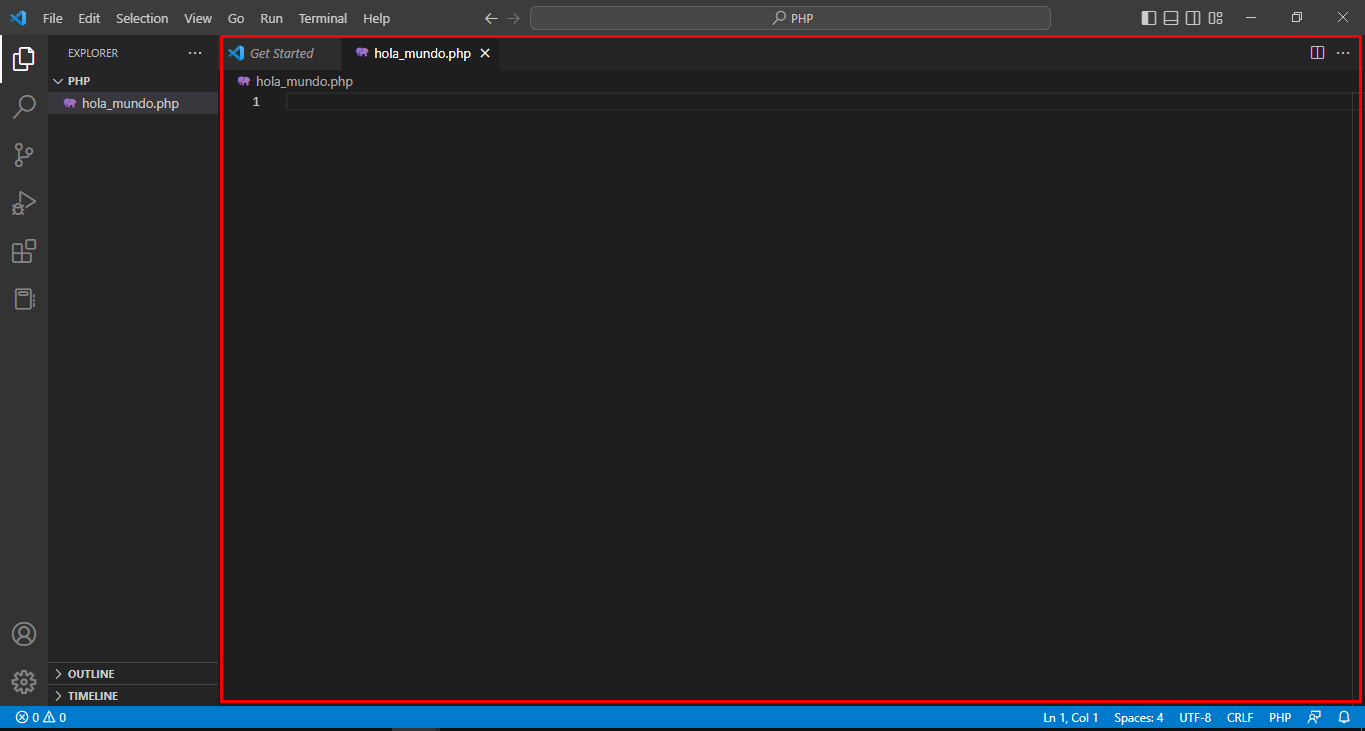 File Edit Selection View Go Run Terminal Help PHP
EXPLORER
Get Started hola_mundo.php
PHP
hola_mundo.php
hola_mundo.php
1
OUTLINE
TIMELINE
0 0 Ln 1, Col 1 Spaces: 4 UTF-8 CRLF PHP